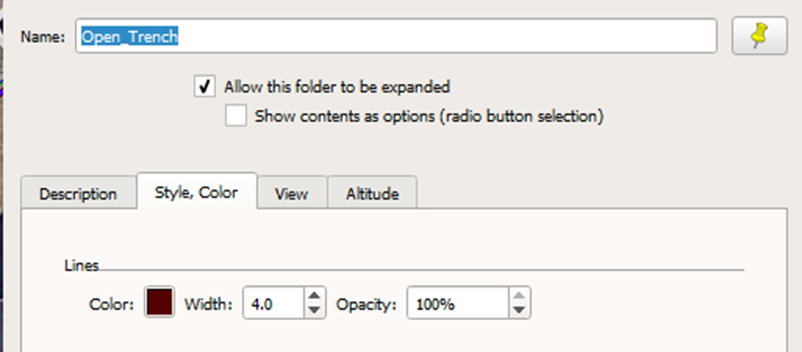 Name: Open_Trench
Allow this folder to be expanded
Show contents as options (radio button selection)
Description Style, Color View Altitude
Lines
Color: Width: 4.0 Opacity: 100%